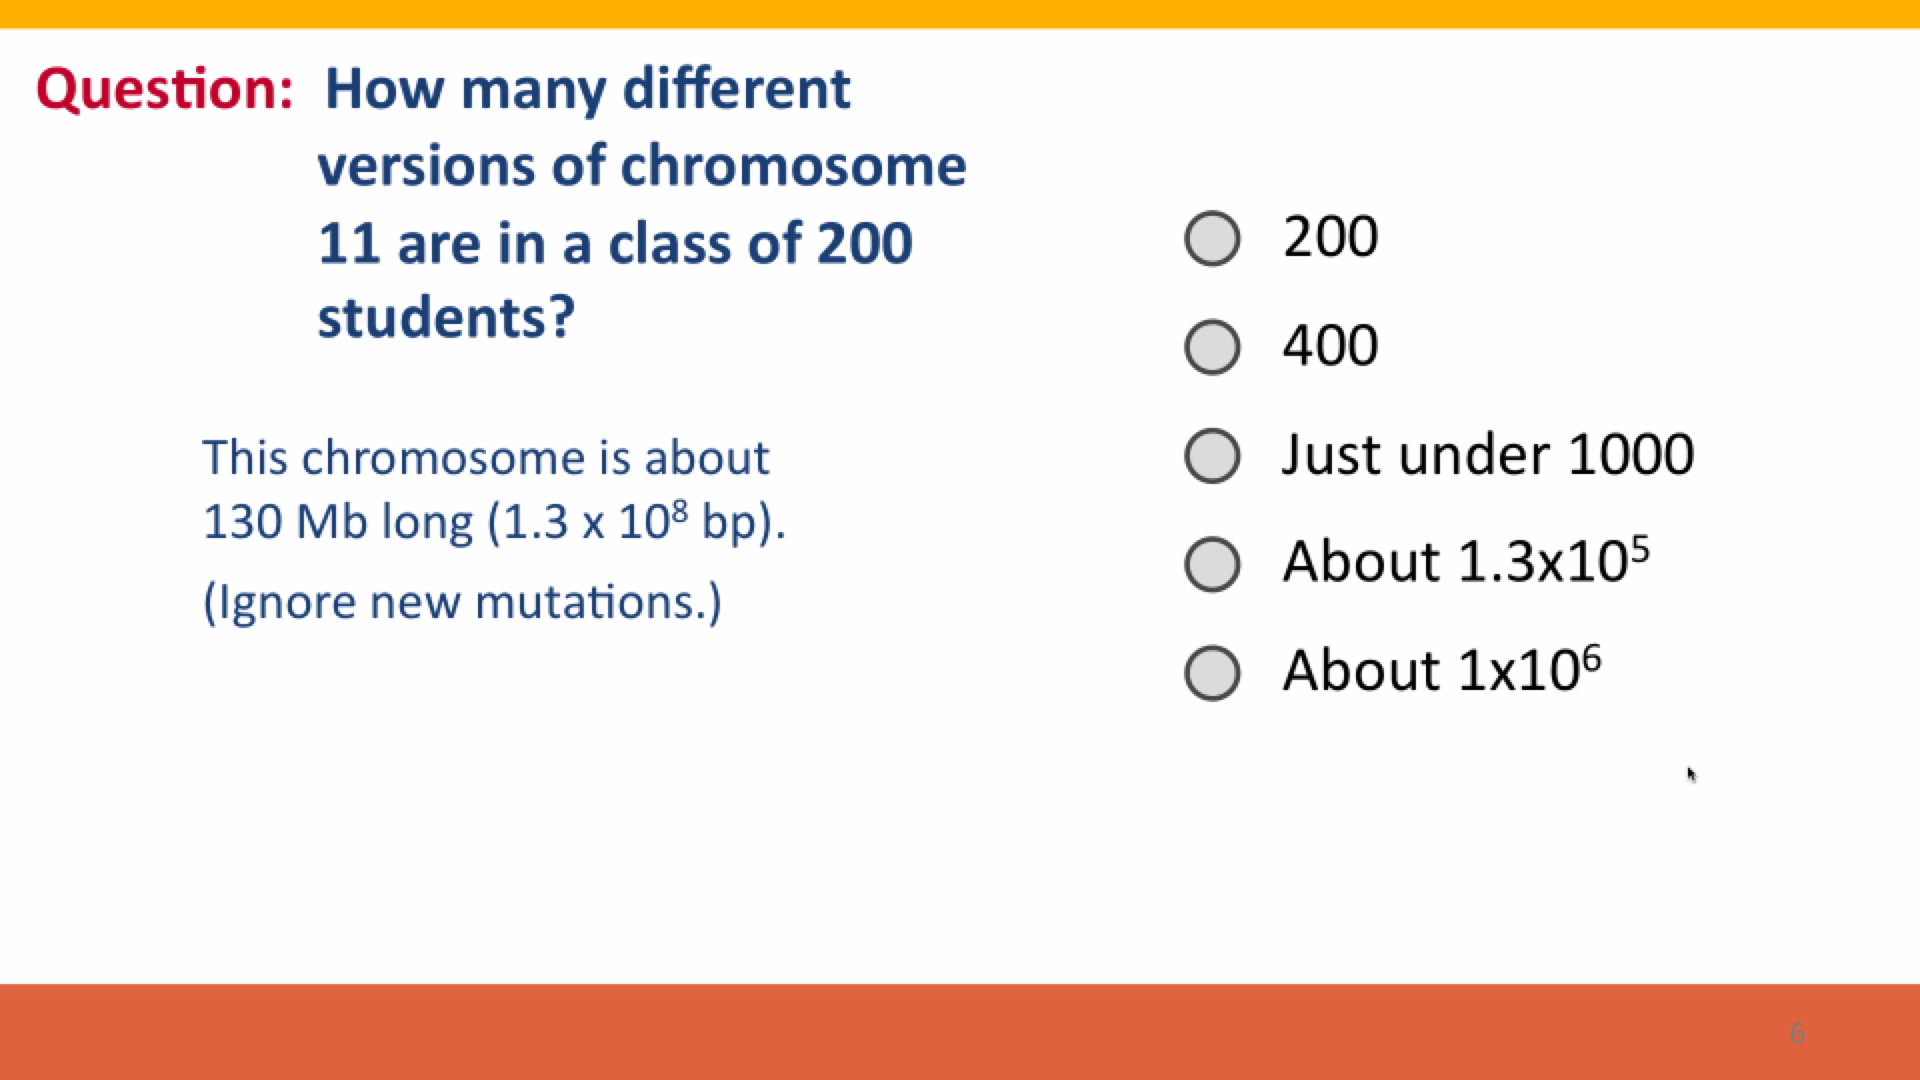 Question: How many different
versions of chromosome
11 are in a class of 200
students?
This chromosome is about
130 Mb long (1.3 x 10⁸ bp).
(Ignore new mutations.)
200
400
Just under 1000
About 1.3x10⁵
About 1x10⁶
6